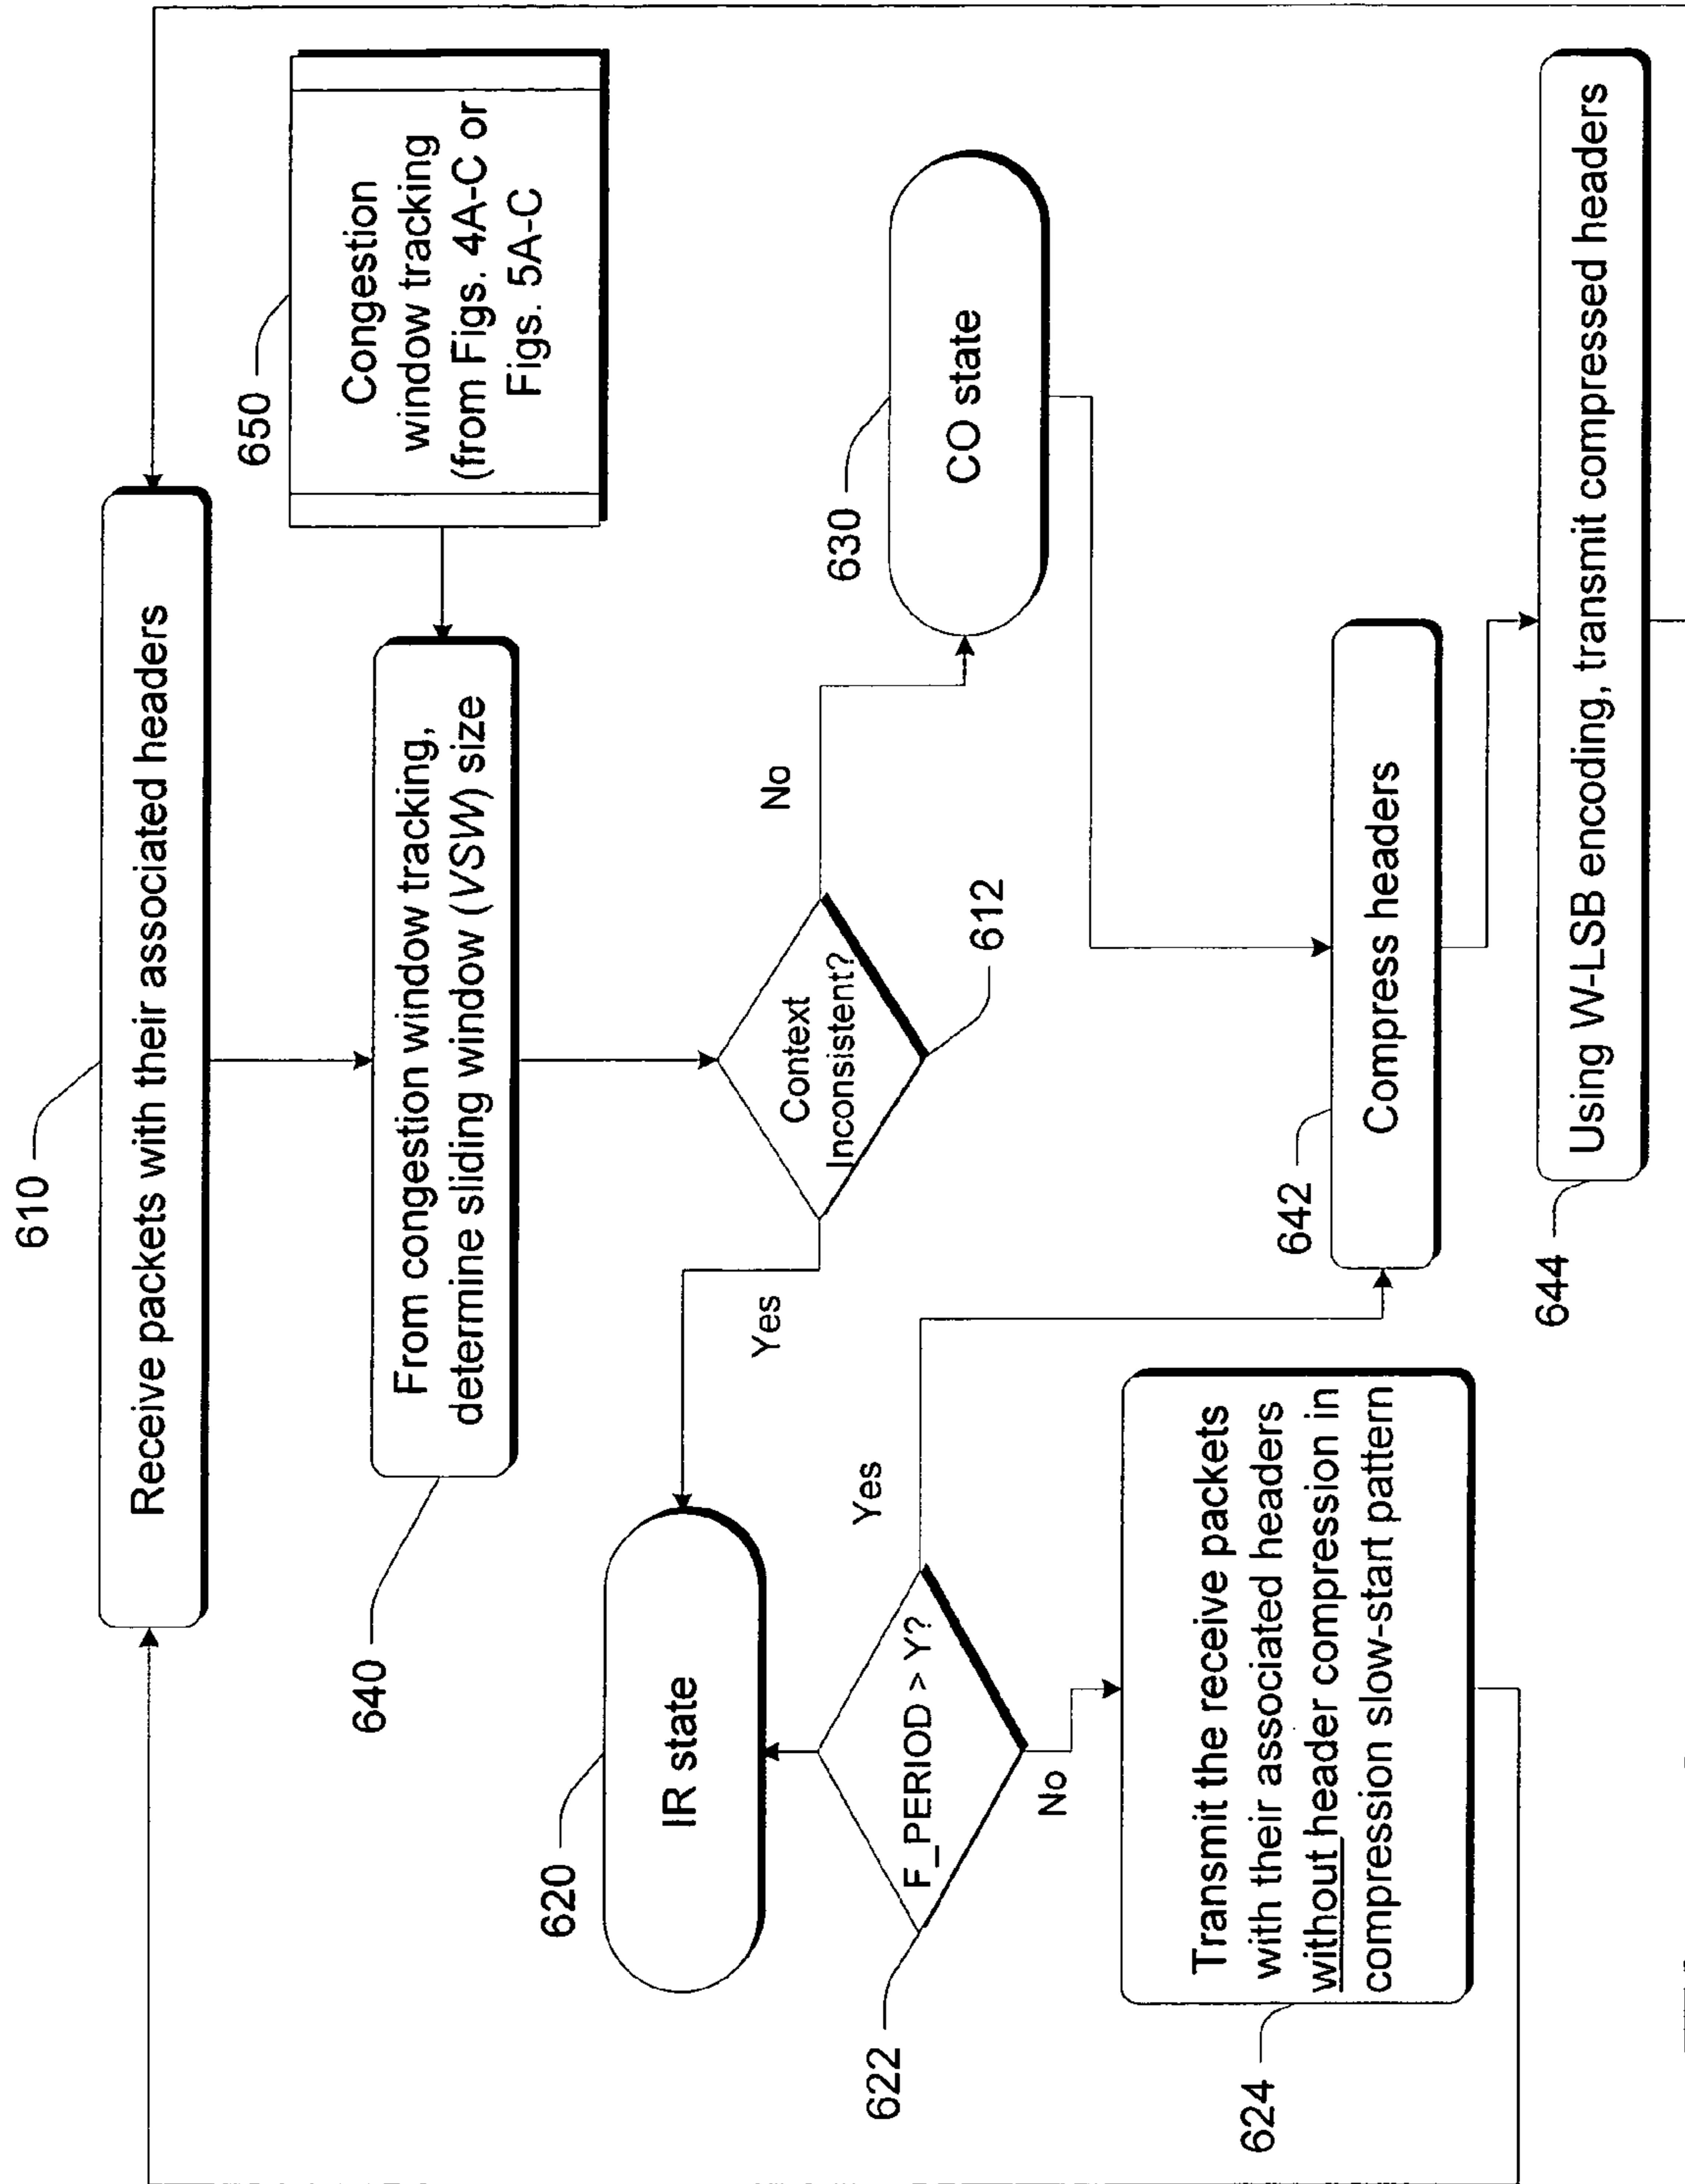 610
Receive packets with their associated headers
650
Congestion
window tracking
(from Figs. 4A-C or
Figs. 5A-C
640
From congestion window tracking,
determine sliding window (VSW) size
Context
Inconsistent?
612
Yes
No
620
IR state
630
CO state
622
F_PERIOD > Y?
Yes
No
624
Transmit the receive packets
with their associated headers
without header compression in
compression slow-start pattern
642
Compress headers
644
Using W-LSB encoding, transmit compressed headers